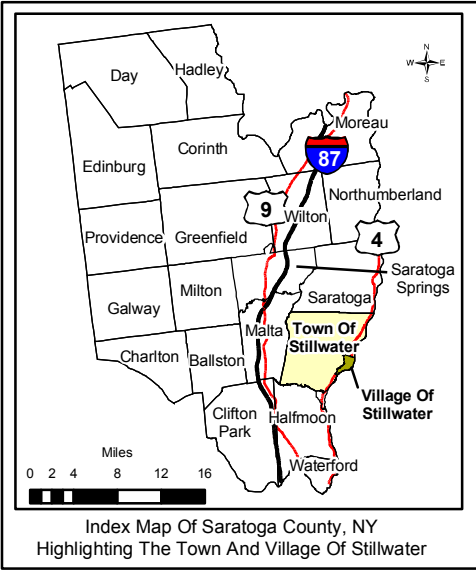 Day
Hadley
N
W
E
S
Moreau
Corinth
87
Edinburg
Northumberland
9
Wilton
4
Providence
Greenfield
Saratoga
Springs
Milton
Saratoga
Galway
Malta
Town Of
Stillwater
Charlton
Ballston
Village Of
Stillwater
Clifton
Park
Halfmoon
Miles
0 2 4 8 12 16
Waterford
Index Map Of Saratoga County, NY
Highlighting The Town And Village Of Stillwater